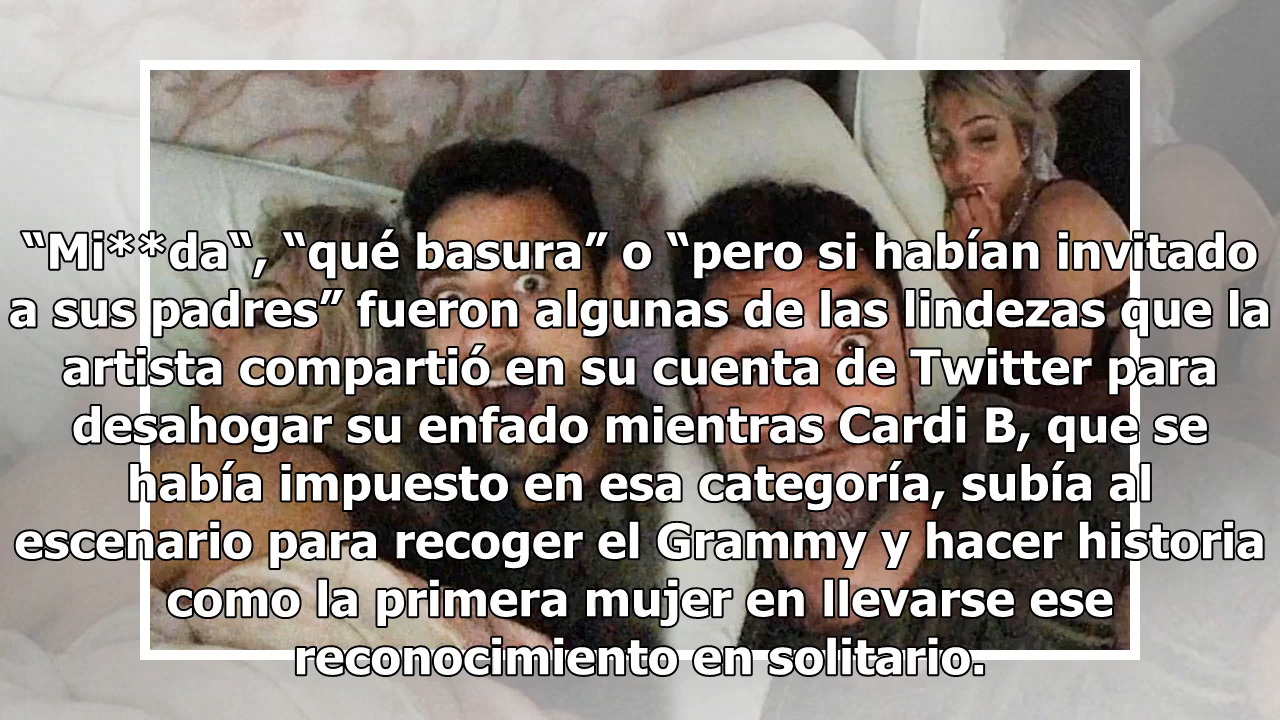 “Mi**da“, “qué basura” o “pero si habían invitado
a sus padres” fueron algunas de las lindezas que la
artista compartió en su cuenta de Twitter para
desahogar su enfado mientras Cardi B, que se
había impuesto en esa categoría, subía al
escenario para recoger el Grammy y hacer historia
como la primera mujer en llevarse ese
reconocimiento en solitario.